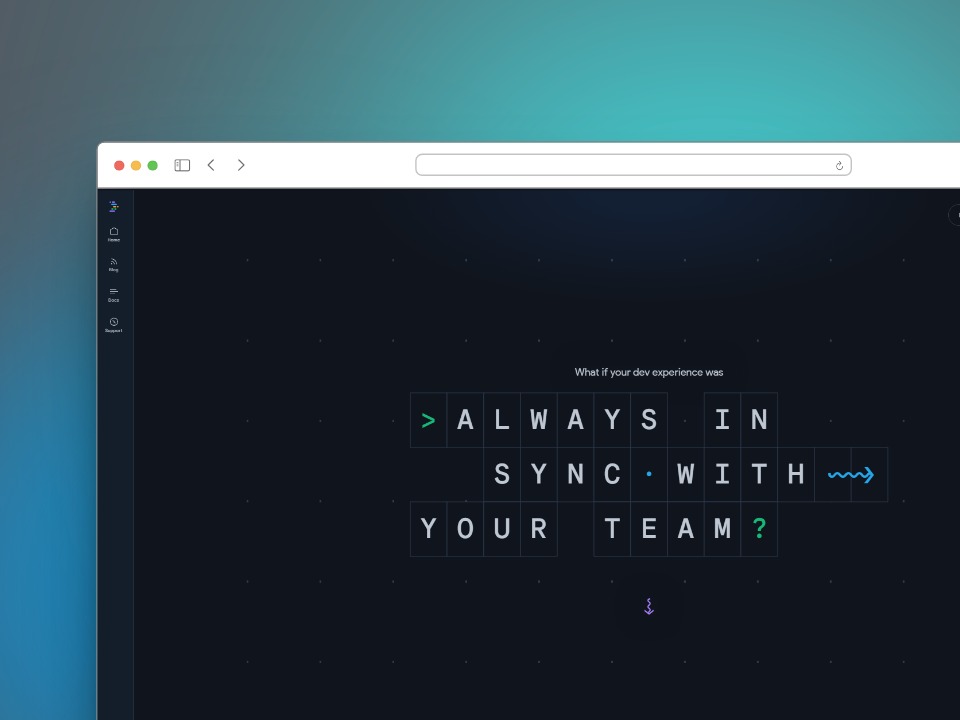 Home
Blog
Docs
Support
What if your dev experience was
>ALWAYS IN
SYNC·WITH
YOUR TEAM?